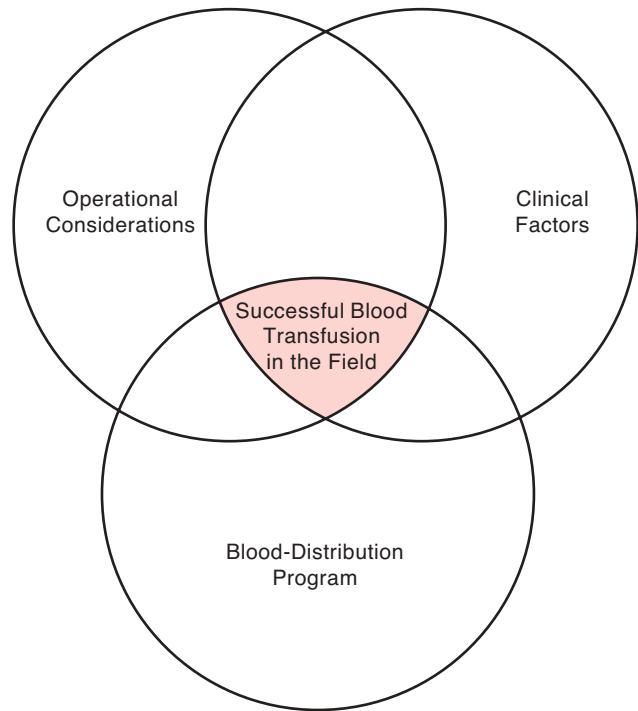 Operational
Considerations
Clinical
Factors
Successful Blood
Transfusion
in the Field
Blood-Distribution
Program